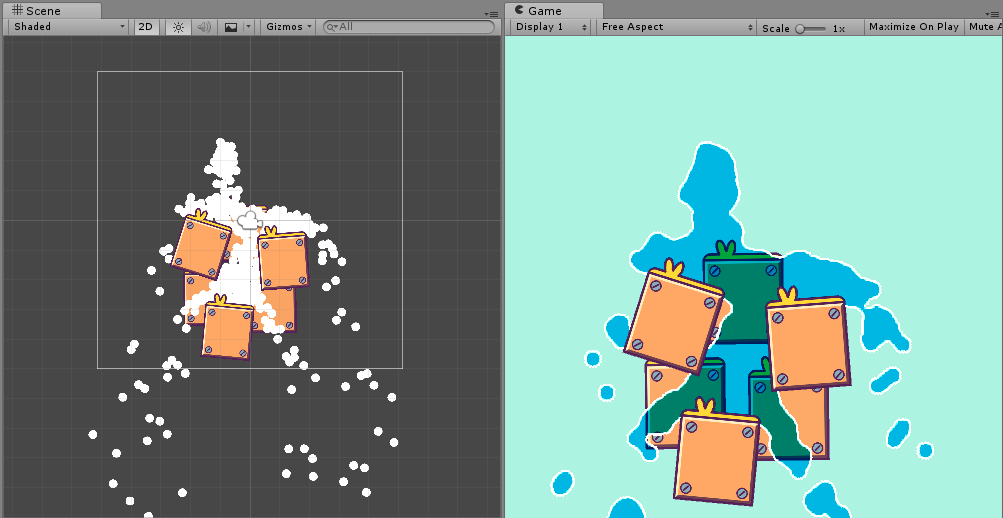 Scene
Shaded 2D Gizmos All
Game
Display 1 Free Aspect Scale 1x Maximize On Play Mute A